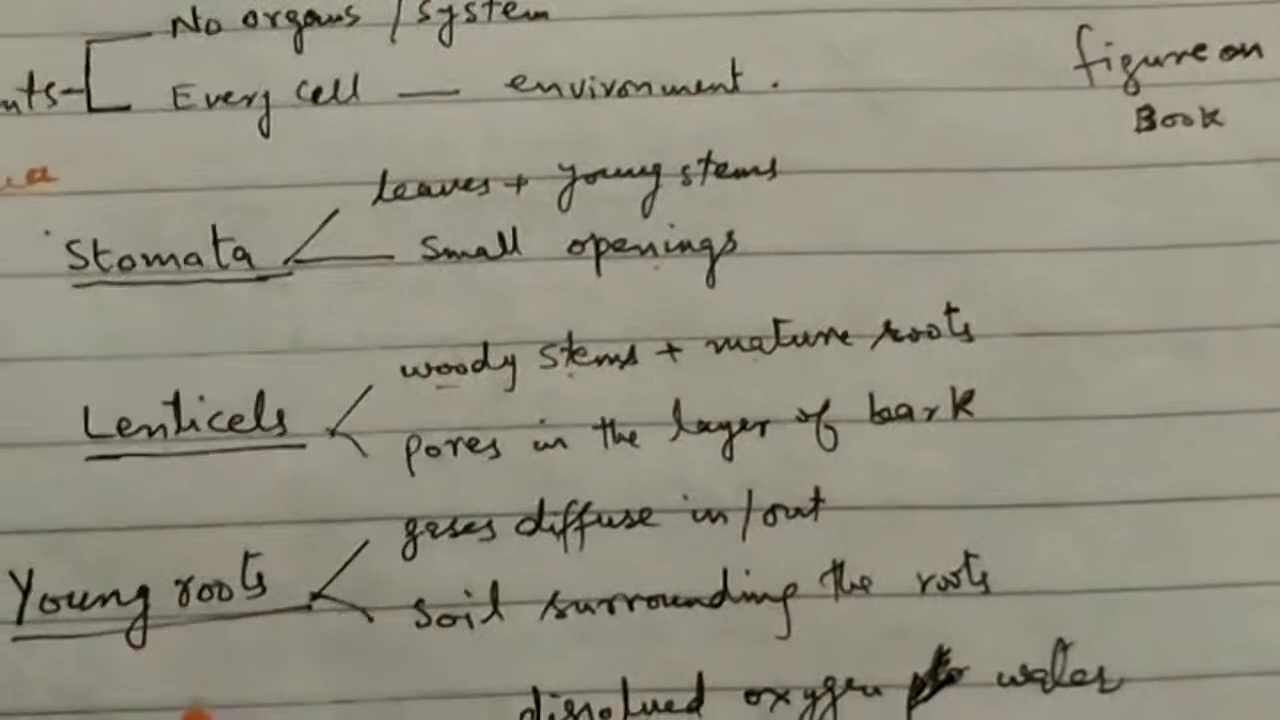 No organs / system
Every cell — environment.
figure on
Book
leaves + young stems
Stomata
Small openings
woody stems + mature roots
Lenticels
pores in the layer of bark
gases diffuse in/out
Young roots
Soil surrounding the roots
dissolved oxygen water